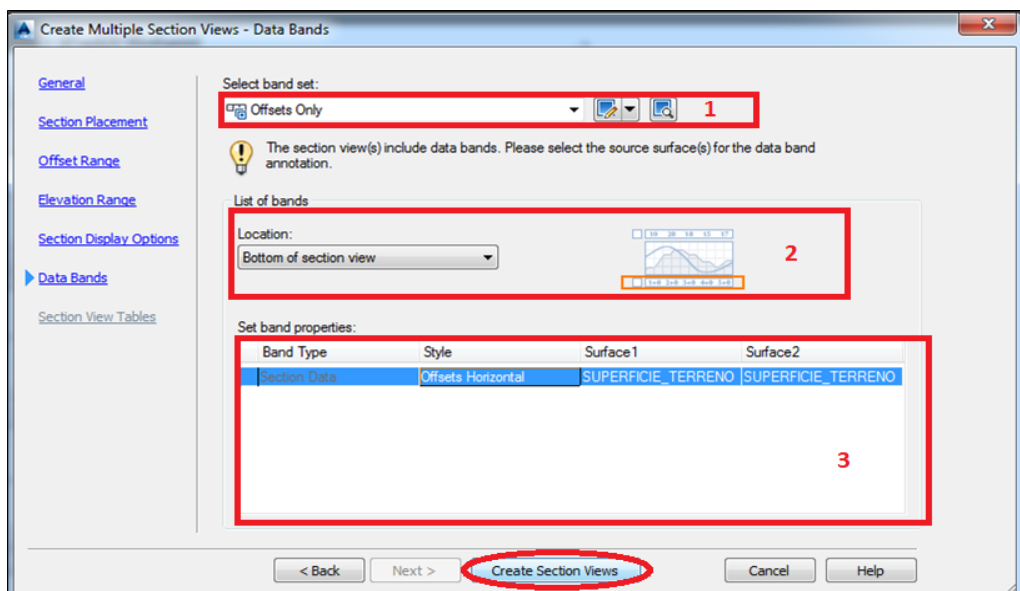 Create Multiple Section Views - Data Bands
General
Section Placement
Offset Range
Elevation Range
Section Display Options
Data Bands
Section View Tables
Select band set:
Offsets Only
1
The section view(s) include data bands. Please select the source surface(s) for the data band
annotation.
List of bands
Location:
Bottom of section view
2
Set band properties:
Band Type Style Surface1 Surface2
Section Data Offsets Horizontal SUPERFICIE_TERRENO SUPERFICIE_TERRENO
3
< Back Next > Create Section Views Cancel Help